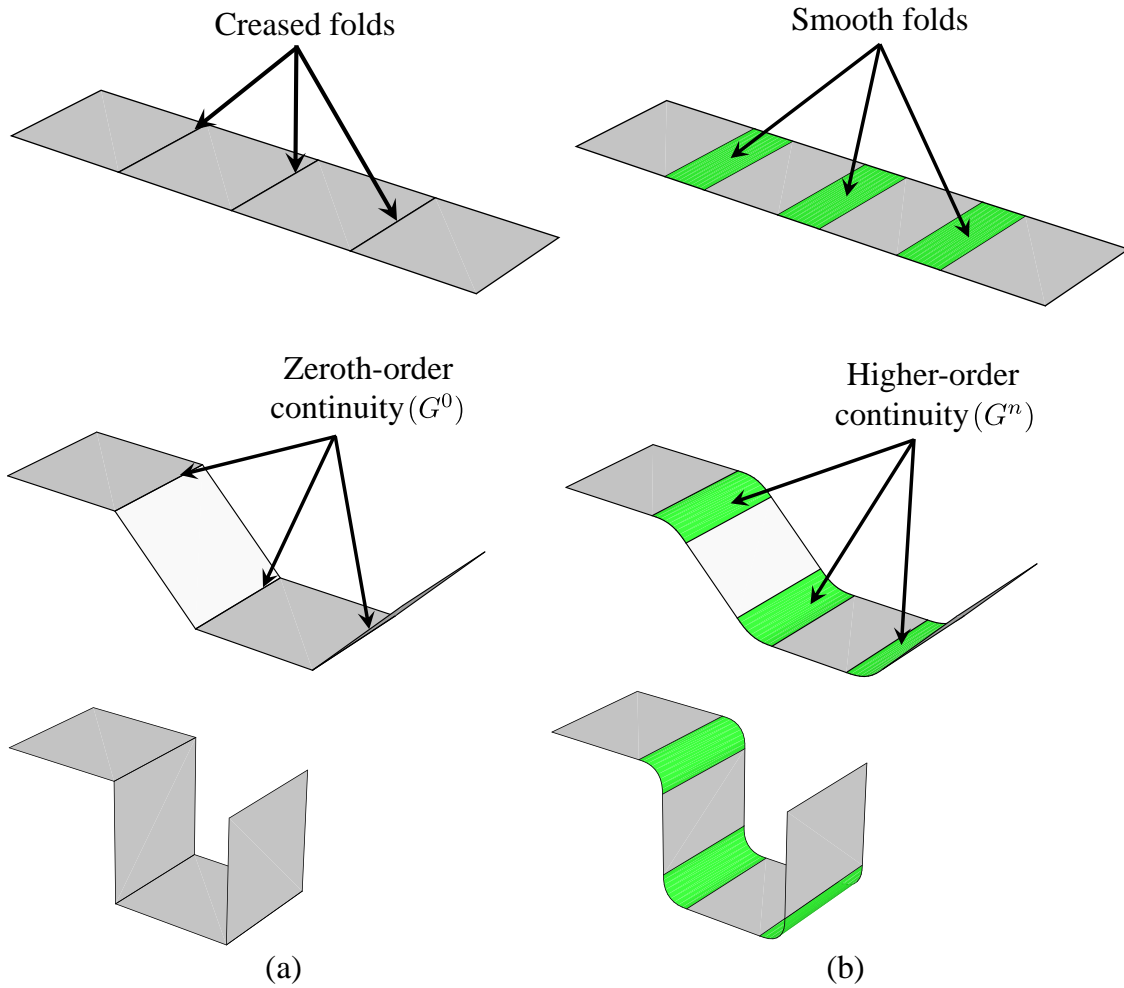 Creased folds
Smooth folds
Zeroth-order
continuity (G⁰)
Higher-order
continuity (Gⁿ)
(a)
(b)